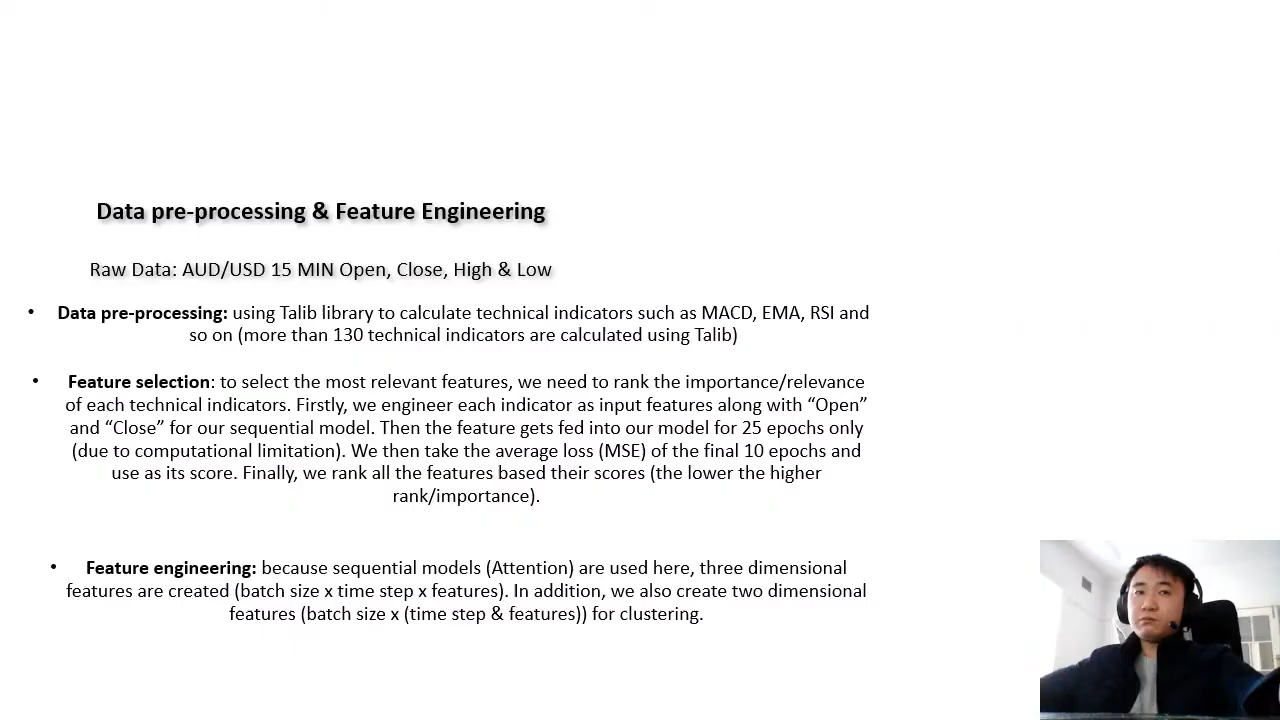 Data pre-processing & Feature Engineering
Raw Data: AUD/USD 15 MIN Open, Close, High & Low
• Data pre-processing: using Talib library to calculate technical indicators such as MACD, EMA, RSI and
so on (more than 130 technical indicators are calculated using Talib)
• Feature selection: to select the most relevant features, we need to rank the importance/relevance
of each technical indicators. Firstly, we engineer each indicator as input features along with “Open”
and “Close” for our sequential model. Then the feature gets fed into our model for 25 epochs only
(due to computational limitation). We then take the average loss (MSE) of the final 10 epochs and
use as its score. Finally, we rank all the features based their scores (the lower the higher
rank/importance).
• Feature engineering: because sequential models (Attention) are used here, three dimensional
features are created (batch size x time step x features). In addition, we also create two dimensional
features (batch size x (time step & features)) for clustering.